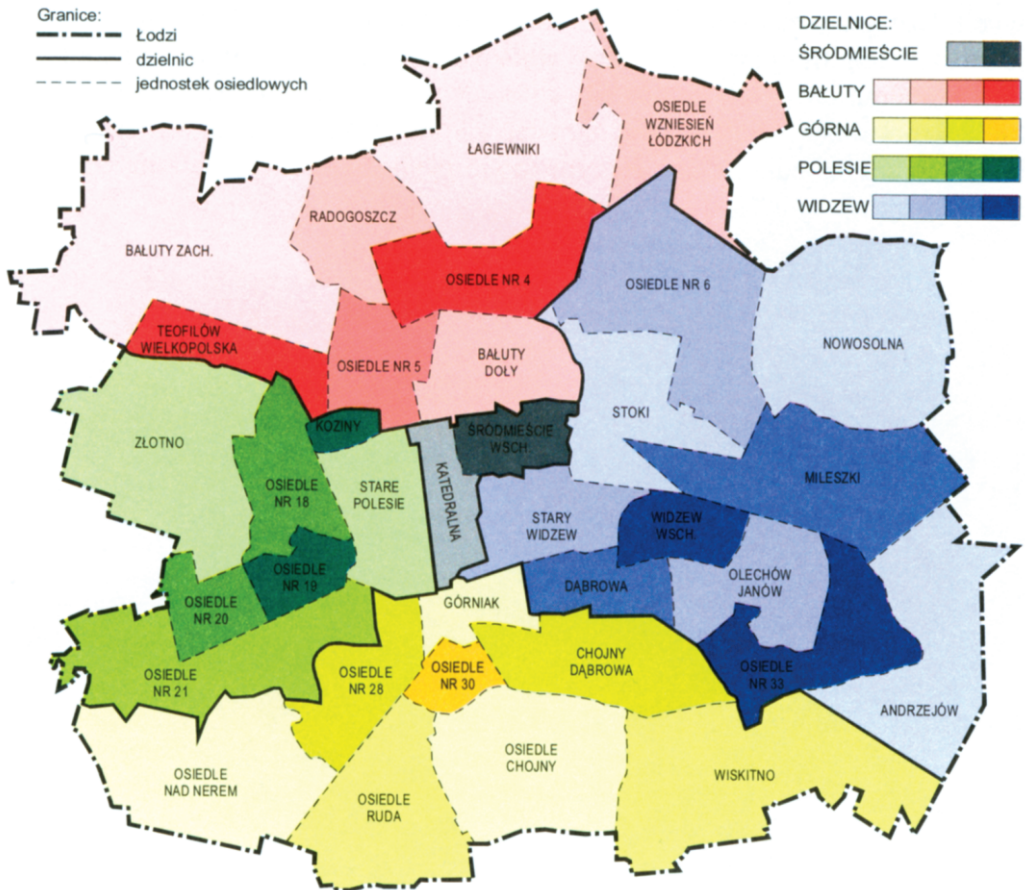 Granice:
Łodzi
dzielnic
jednostek osiedlowych
DZIELNICE:
ŚRÓDMIEŚCIE
BAŁUTY
GÓRNA
POLESIE
WIDZEW
OSIEDLE
WZNIESIEŃ
ŁÓDZKICH
ŁAGIEWNIKI
RADOGOSZCZ
BAŁUTY ZACH.
OSIEDLE NR 4
OSIEDLE NR 6
TEOFILÓW
WIELKOPOLSKA
OSIEDLE NR 5
BAŁUTY
DOŁY
NOWOSOLNA
STOKI
ZŁOTNO
KOZINY
ŚRÓDMIEŚCIE
WSCH.
KATEDRALNA
OSIEDLE
NR 18
STARE
POLESIE
MILESZKI
STARY
WIDZEW
WIDZEW
WSCH.
OSIEDLE
NR 19
OLECHÓW
JANÓW
DĄBROWA
OSIEDLE
NR 20
GÓRNIAK
OSIEDLE
NR 21
OSIEDLE
NR 28
OSIEDLE
NR 30
CHOJNY
DĄBROWA
OSIEDLE
NR 33
ANDRZEJÓW
OSIEDLE
NAD NEREM
OSIEDLE
CHOJNY
WISKITNO
OSIEDLE
RUDA